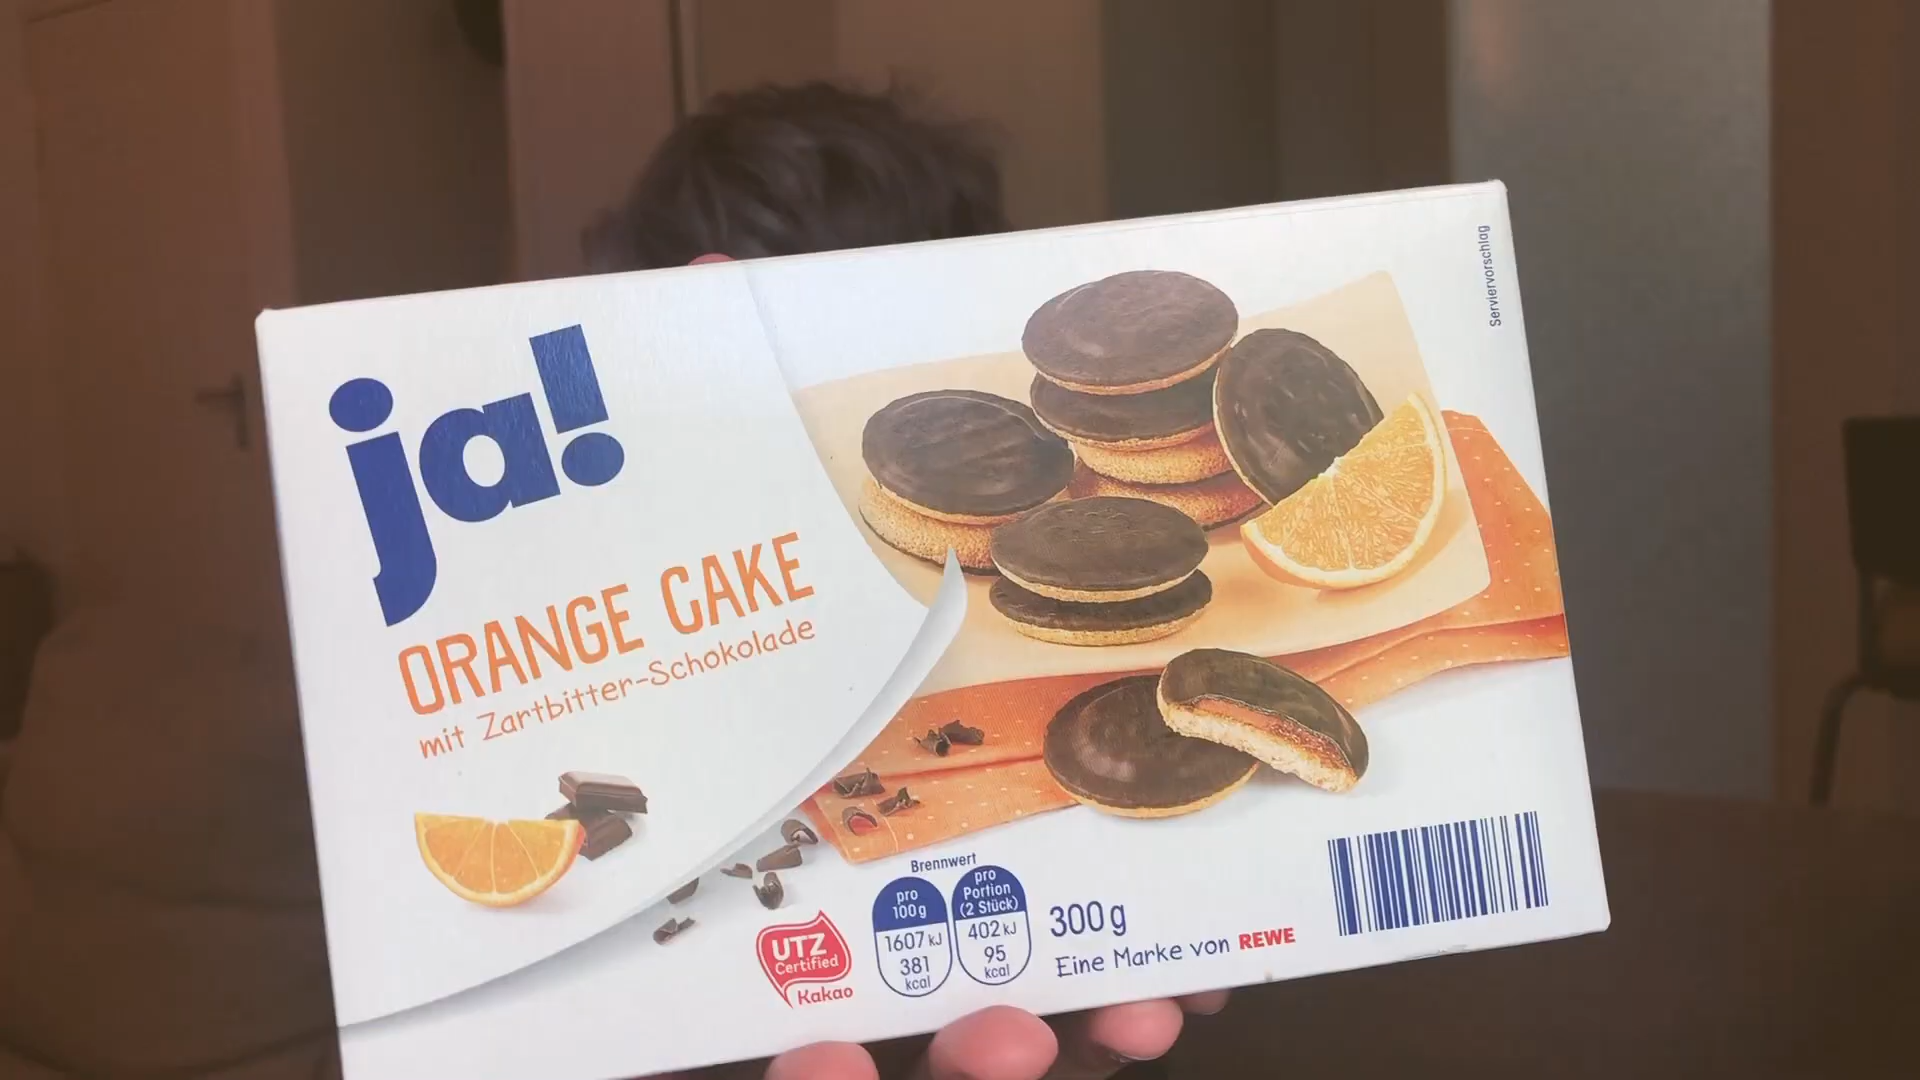 Serviervorschlag
ja!
ORANGE CAKE
mit Zartbitter-Schokolade
Brennwert
pro
100g
1607 kJ
381
kcal
pro
Portion
(2 Stück)
402 kJ
95
kcal
UTZ
Certified
Kakao
300g
Eine Marke von REWE